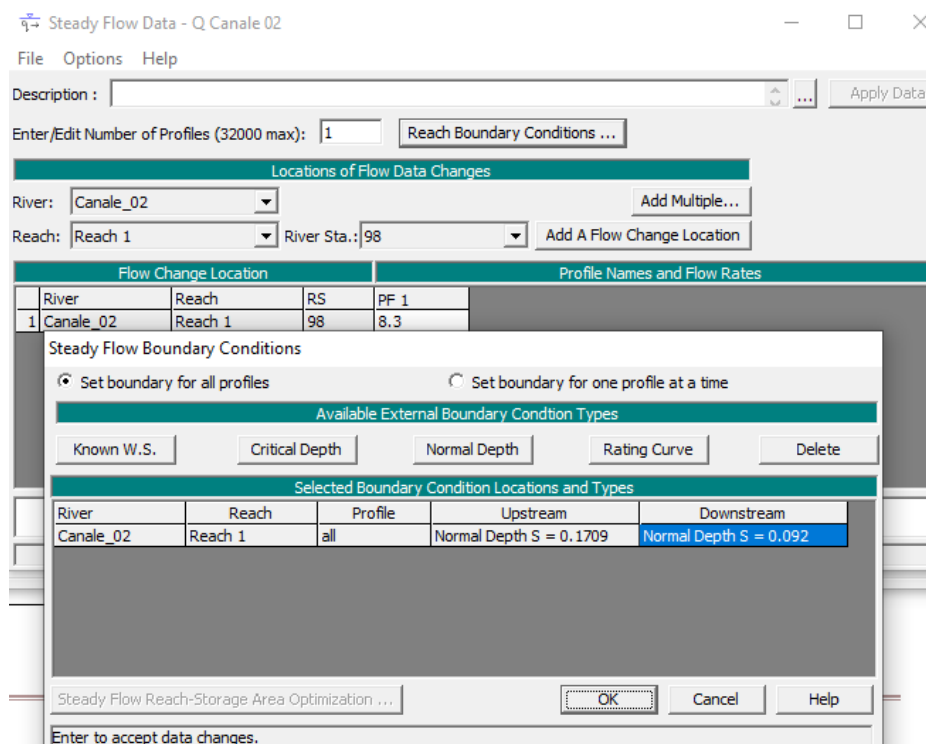 Steady Flow Data - Q Canale 02
File Options Help
Description : ... Apply Data
Enter/Edit Number of Profiles (32000 max): 1 Reach Boundary Conditions ...
Locations of Flow Data Changes
River: Canale_02 Add Multiple...
Reach: Reach 1 River Sta.: 98 Add A Flow Change Location
Flow Change Location Profile Names and Flow Rates
River Reach RS PF 1
1 Canale_02 Reach 1 98 8.3
Steady Flow Boundary Conditions
Set boundary for all profiles Set boundary for one profile at a time
Available External Boundary Condtion Types
Known W.S. Critical Depth Normal Depth Rating Curve Delete
Selected Boundary Condition Locations and Types
River Reach Profile Upstream Downstream
Canale_02 Reach 1 all Normal Depth S = 0.1709 Normal Depth S = 0.092
Steady Flow Reach-Storage Area Optimization ... OK Cancel Help
Enter to accept data changes.